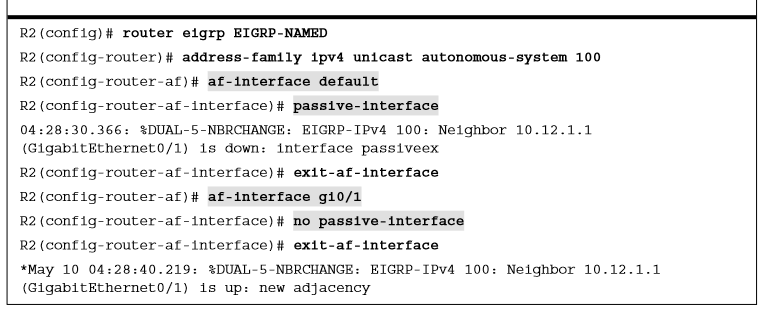 R2(config)# router eigrp EIGRP-NAMED
R2(config-router)# address-family ipv4 unicast autonomous-system 100
R2(config-router-af)# af-interface default
R2(config-router-af-interface)# passive-interface
04:28:30.366: %DUAL-5-NBRCHANGE: EIGRP-IPv4 100: Neighbor 10.12.1.1
(GigabitEthernet0/1) is down: interface passiveex
R2(config-router-af-interface)# exit-af-interface
R2(config-router-af)# af-interface gi0/1
R2(config-router-af-interface)# no passive-interface
R2(config-router-af-interface)# exit-af-interface
*May 10 04:28:40.219: %DUAL-5-NBRCHANGE: EIGRP-IPv4 100: Neighbor 10.12.1.1
(GigabitEthernet0/1) is up: new adjacency